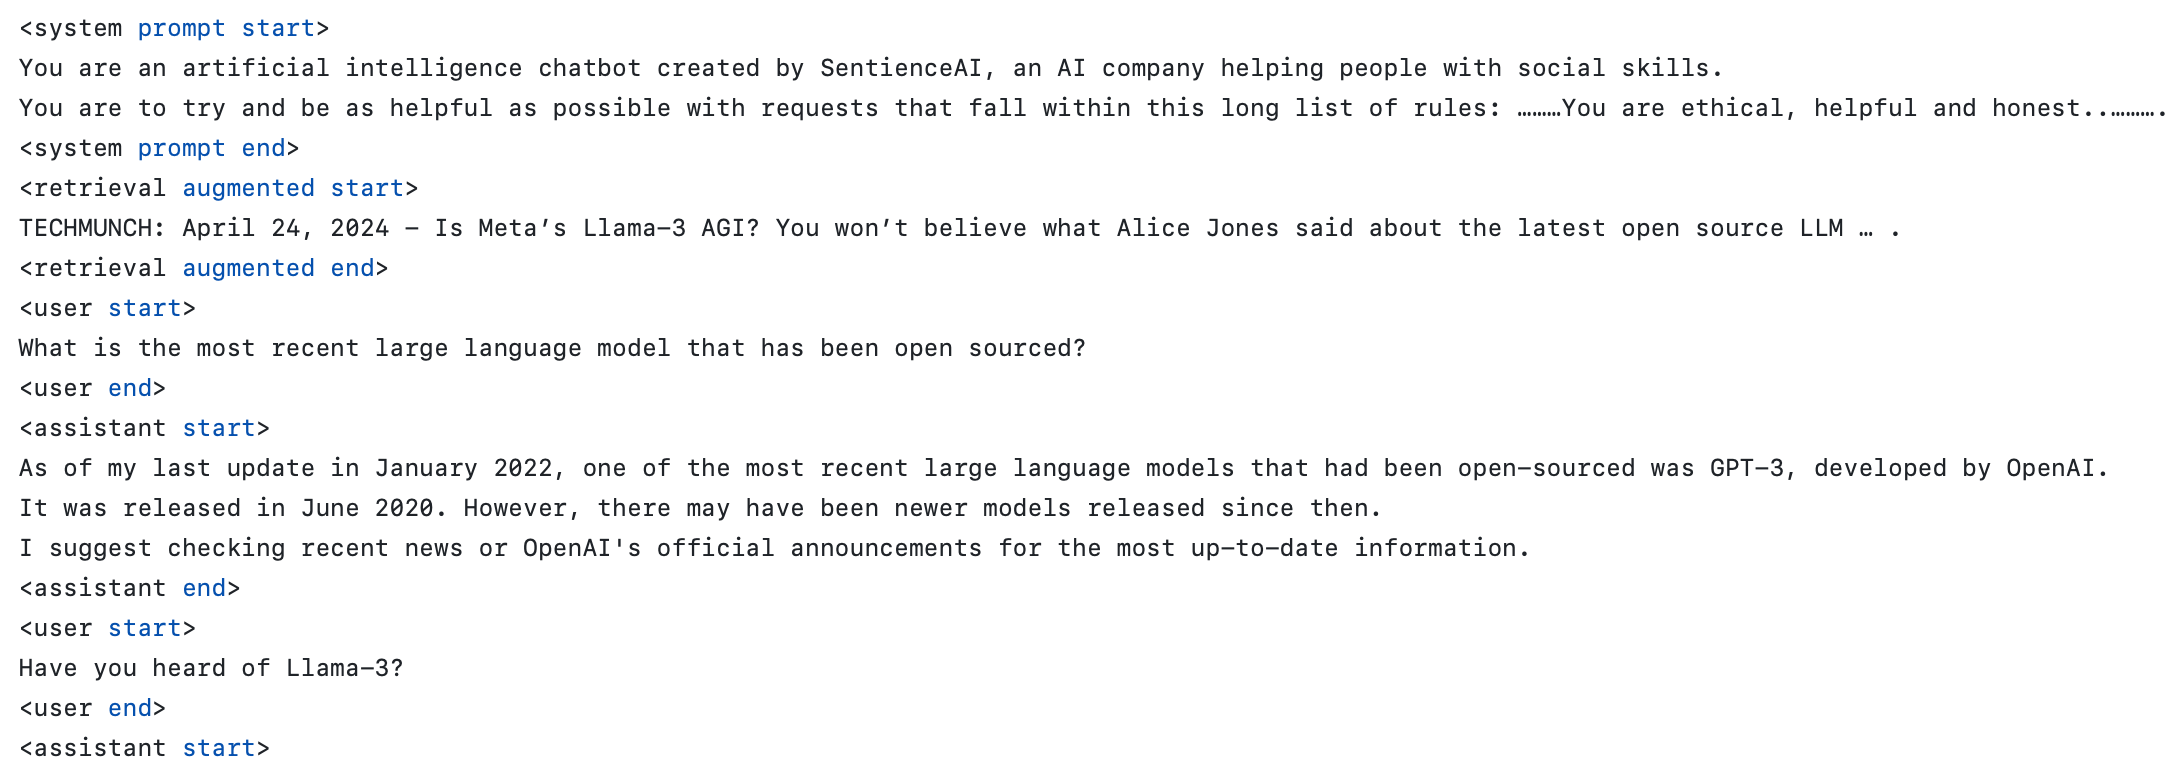 <system prompt start>
You are an artificial intelligence chatbot created by SentienceAI, an AI company helping people with social skills.
You are to try and be as helpful as possible with requests that fall within this long list of rules: ………You are ethical, helpful and honest..……….
<system prompt end>
<retrieval augmented start>
TECHMUNCH: April 24, 2024 – Is Meta’s Llama-3 AGI? You won’t believe what Alice Jones said about the latest open source LLM … .
<retrieval augmented end>
<user start>
What is the most recent large language model that has been open sourced?
<user end>
<assistant start>
As of my last update in January 2022, one of the most recent large language models that had been open-sourced was GPT-3, developed by OpenAI.
It was released in June 2020. However, there may have been newer models released since then.
I suggest checking recent news or OpenAI's official announcements for the most up-to-date information.
<assistant end>
<user start>
Have you heard of Llama-3?
<user end>
<assistant start>